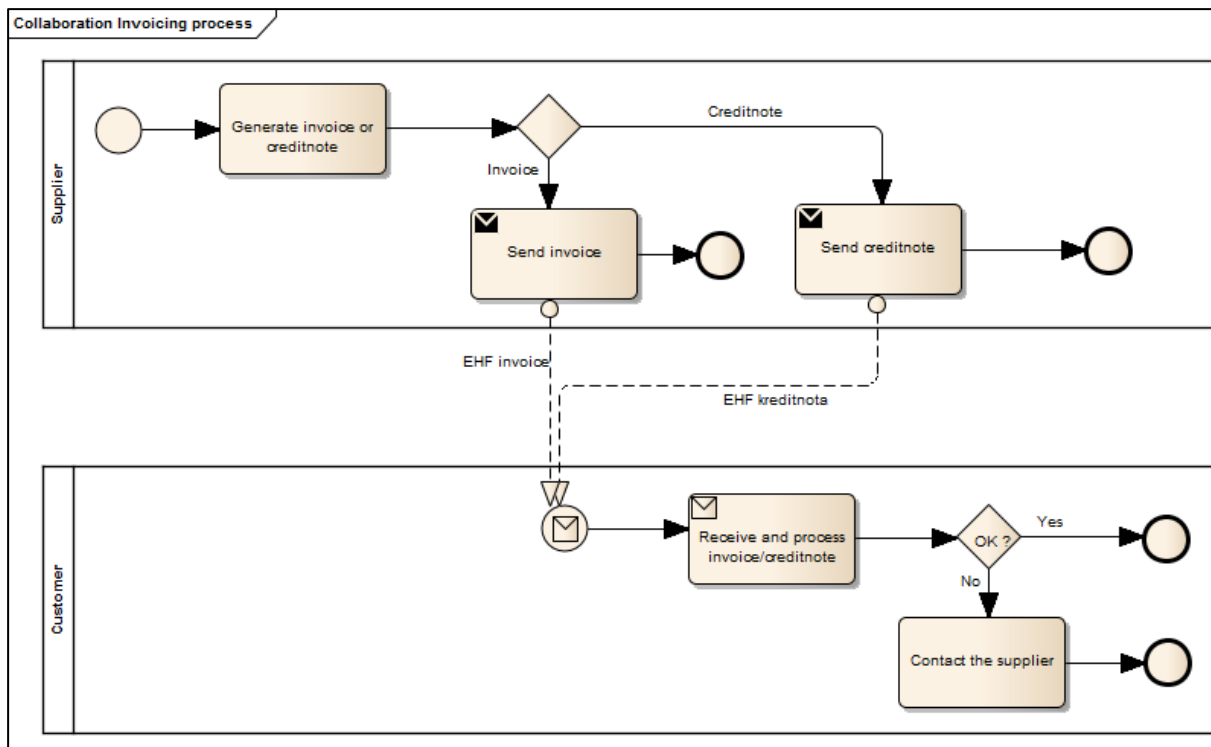 Collaboration Invoicing process
Supplier
Generate invoice or
creditnote
Creditnote
Invoice
Send invoice
Send creditnote
EHF invoice
EHF kreditnota
Customer
Receive and process
invoice/creditnote
OK ?
Yes
No
Contact the supplier